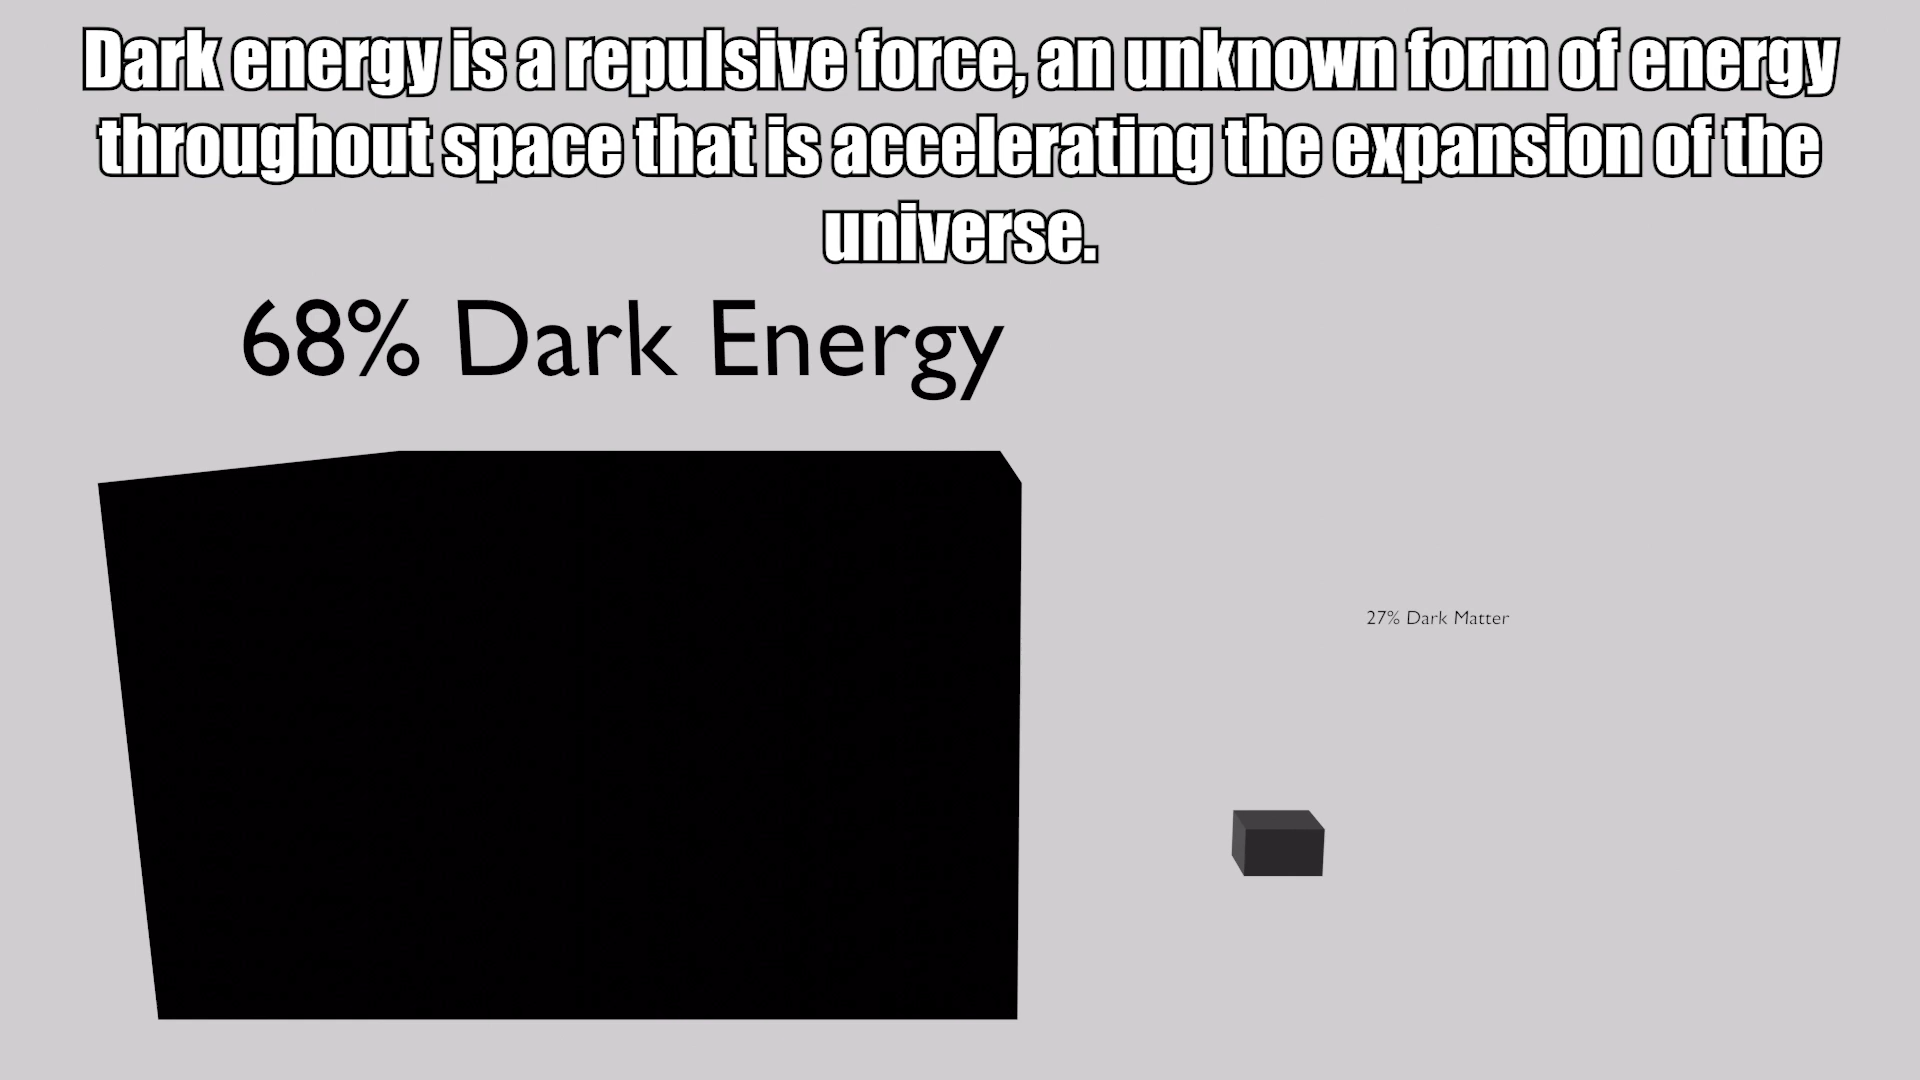 Dark energy is a repulsive force, an unknown form of energy
throughout space that is accelerating the expansion of the
universe.
68% Dark Energy
27% Dark Matter